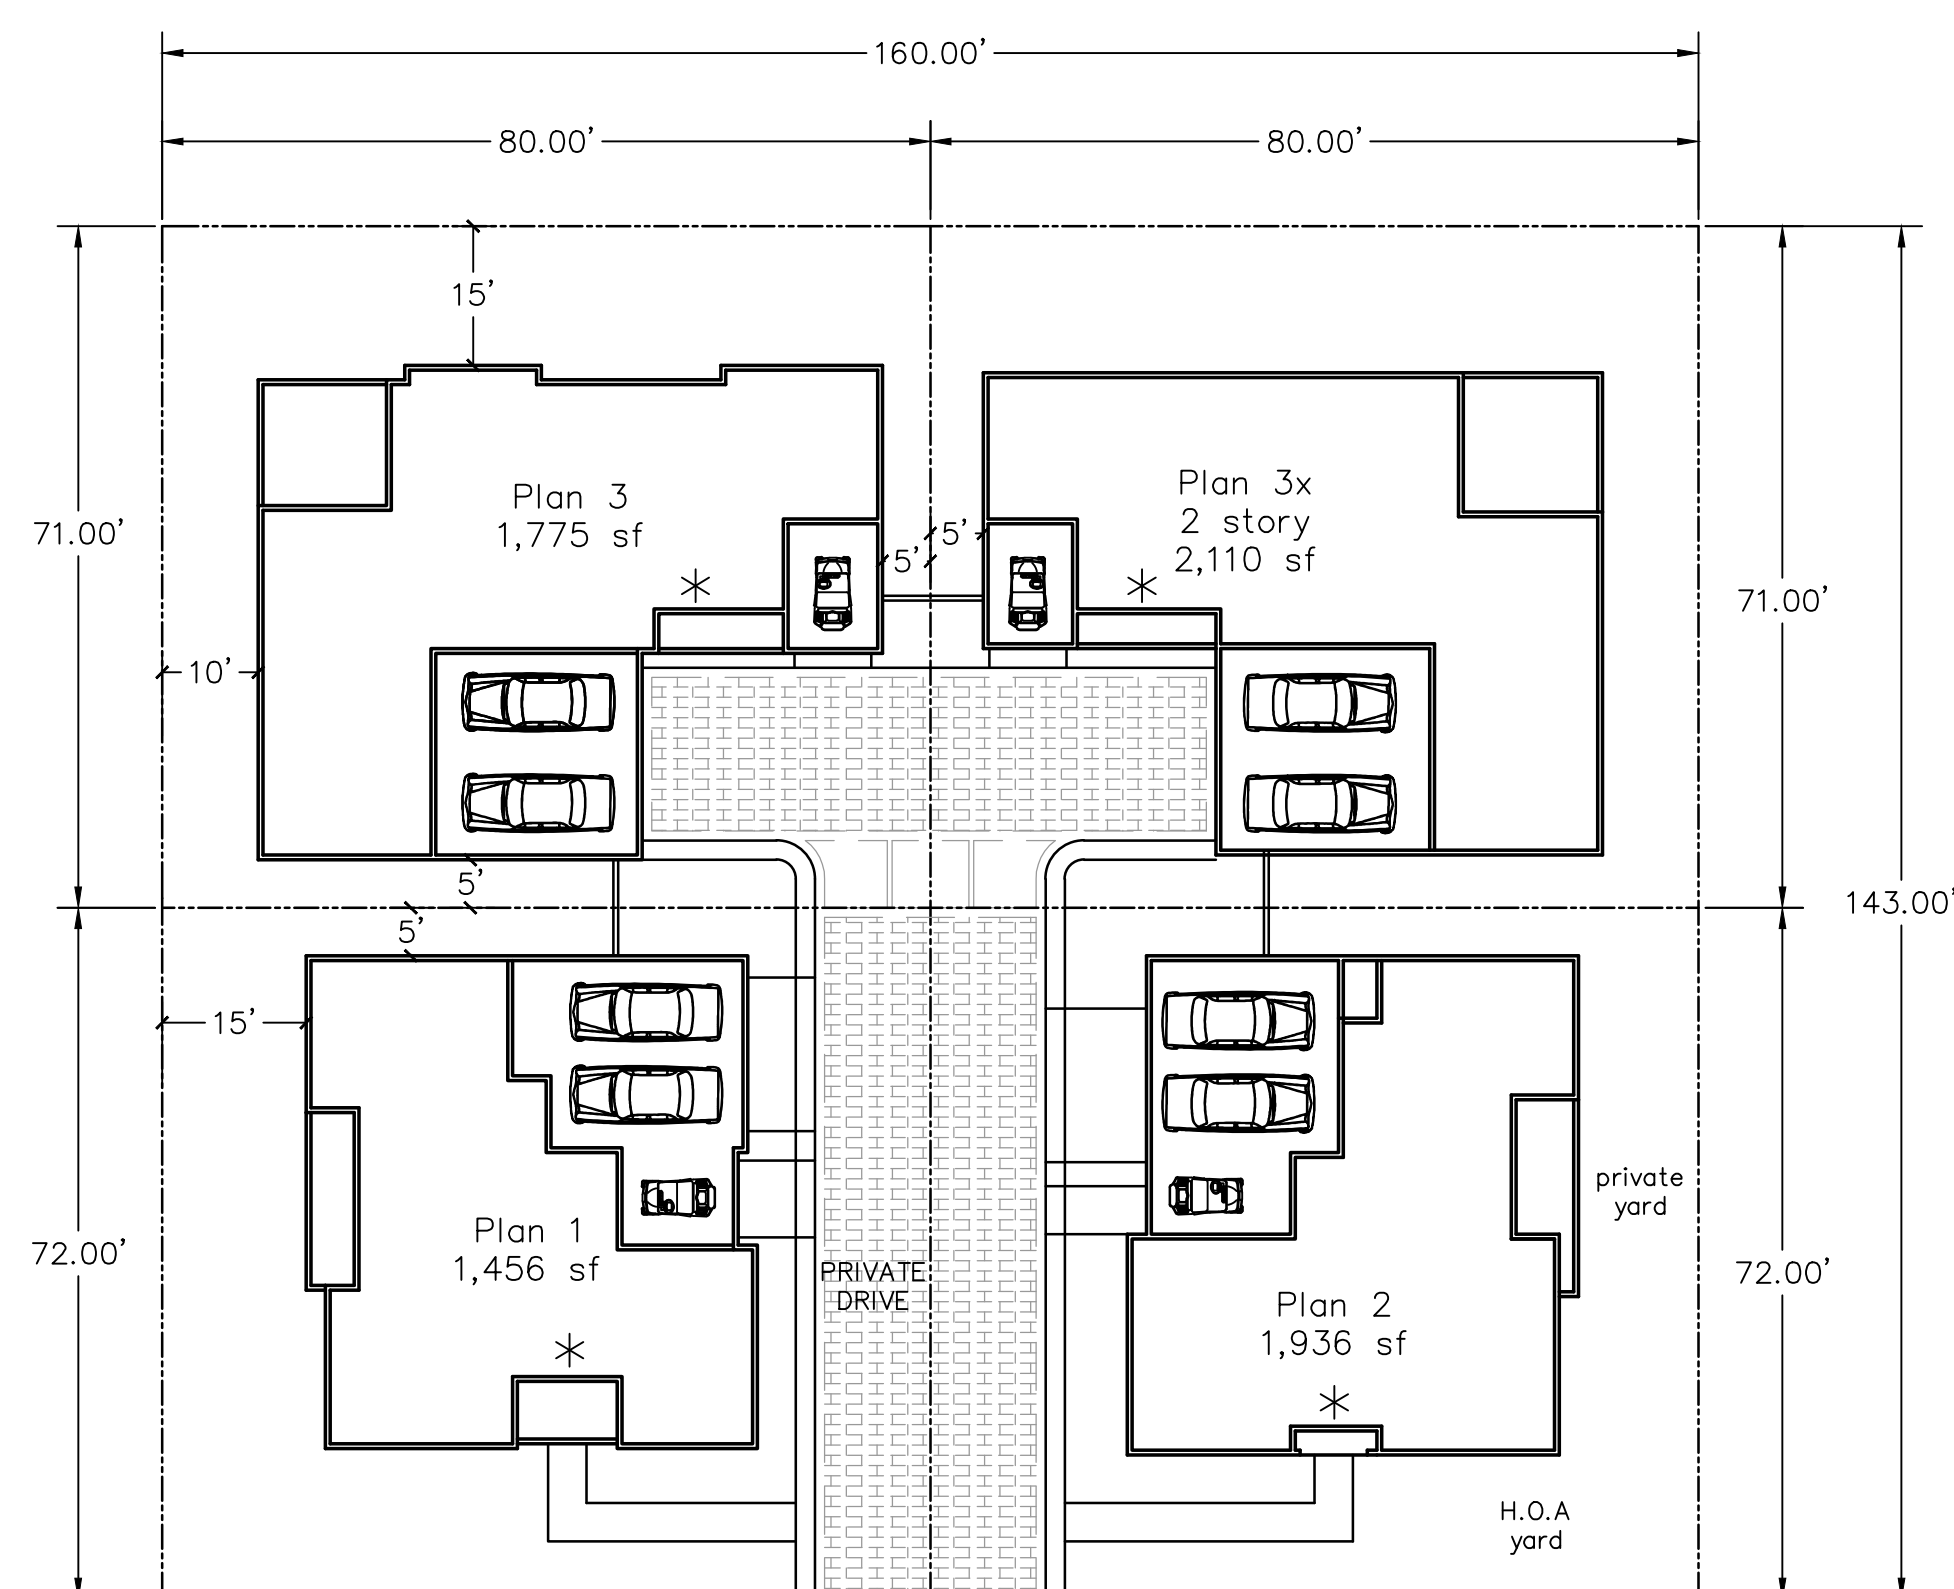 160.00'
80.00'
80.00'
15'
Plan 3
1,775 sf
Plan 3x
2 story
2,110 sf
71.00'
5'
5'
71.00'
10'
5'
5'
143.00'
15'
private
yard
Plan 1
1,456 sf
72.00'
PRIVATE
DRIVE
72.00'
Plan 2
1,936 sf
H.O.A
yard